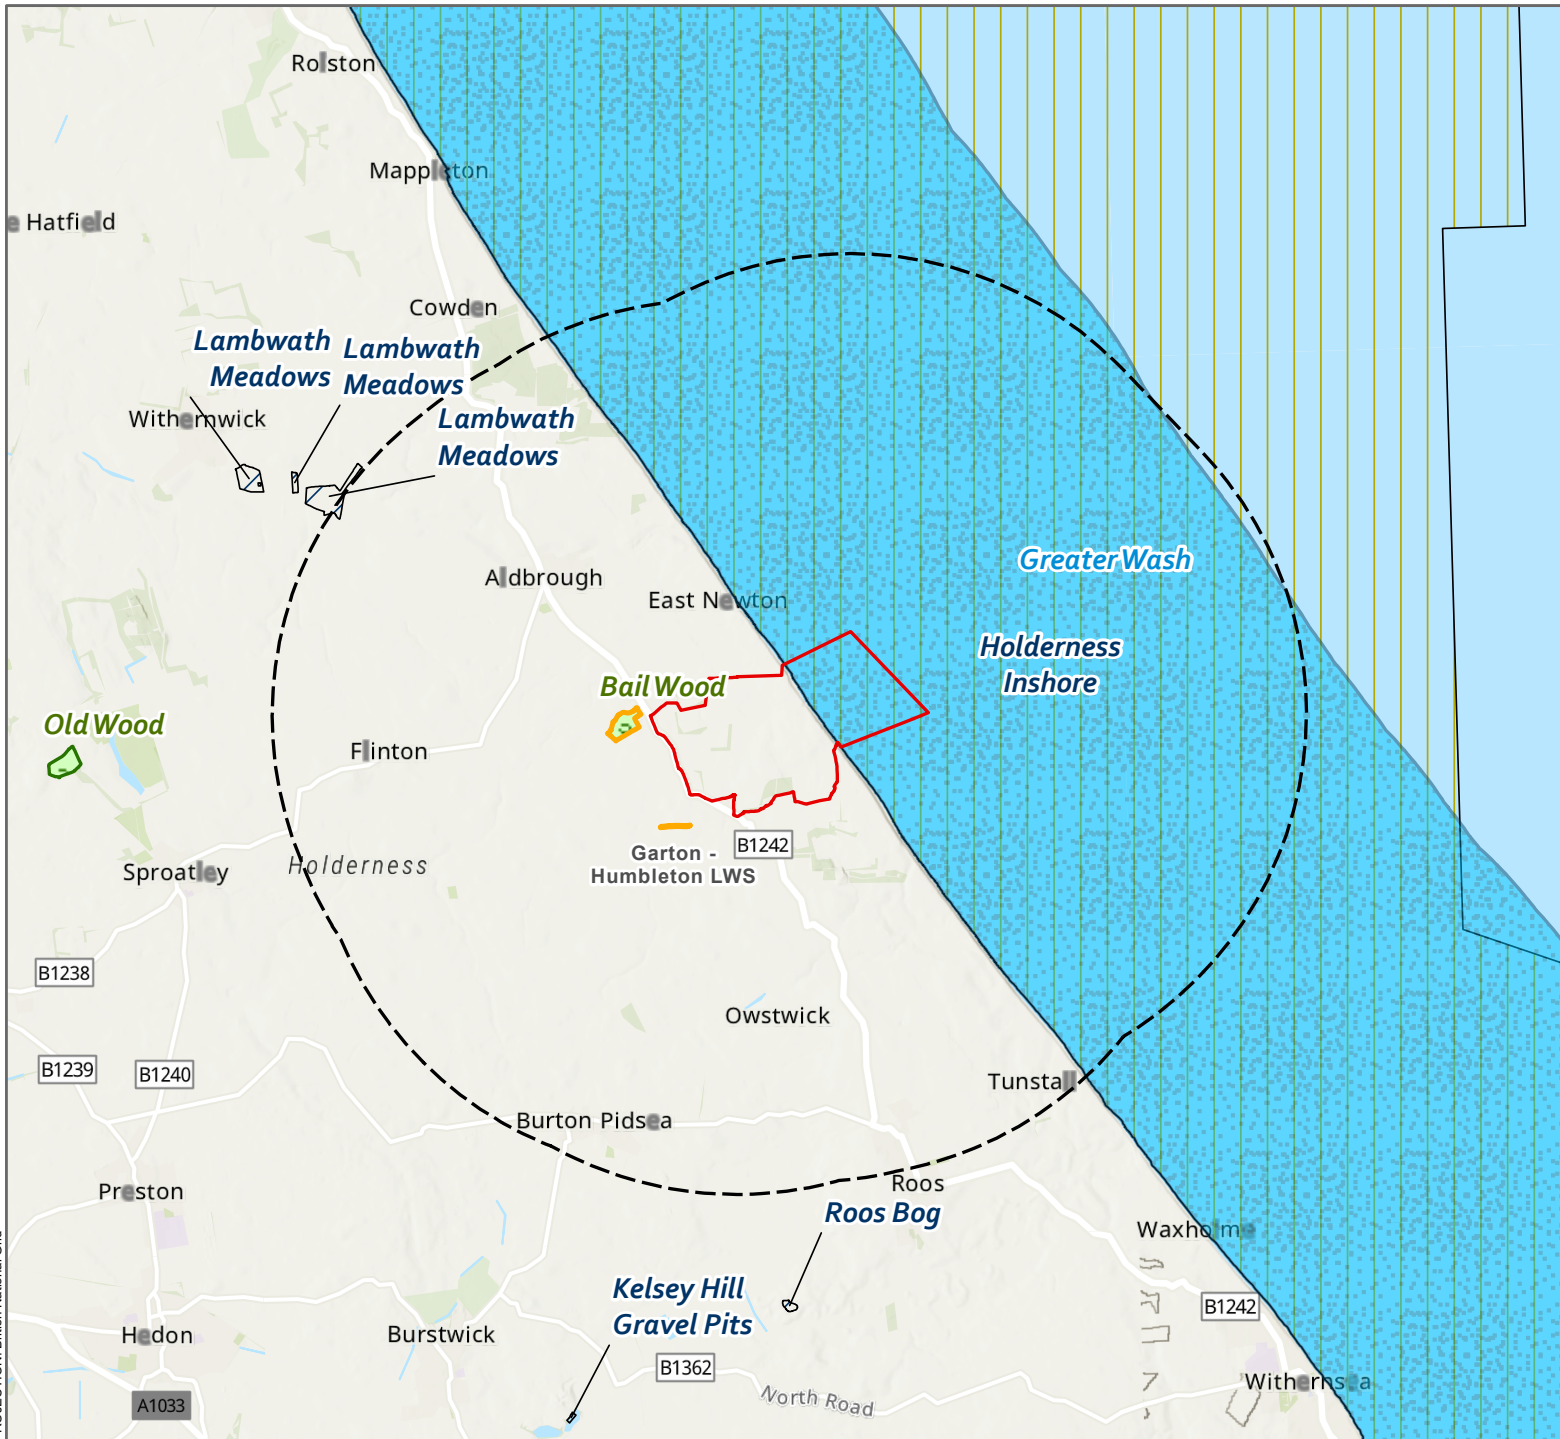 Rolston
Mappleton
Hatfield
Cowden
Lambwath
Meadows
Lambwath
Meadows
Withernwick
Lambwath
Meadows
Greater Wash
Aldbrough
East Newton
Holderness
Inshore
Bail Wood
Old Wood
Flinton
B1242
Garton -
Humbleton LWS
Holderness
Sproatley
B1238
Owstwick
B1239
B1240
Tunstall
Burton Pidsea
Preston
Roos
Roos Bog
Waxholme
Kelsey Hill
Gravel Pits
B1242
Hedon
Burstwick
B1362
Withernsea
North Road
A1033